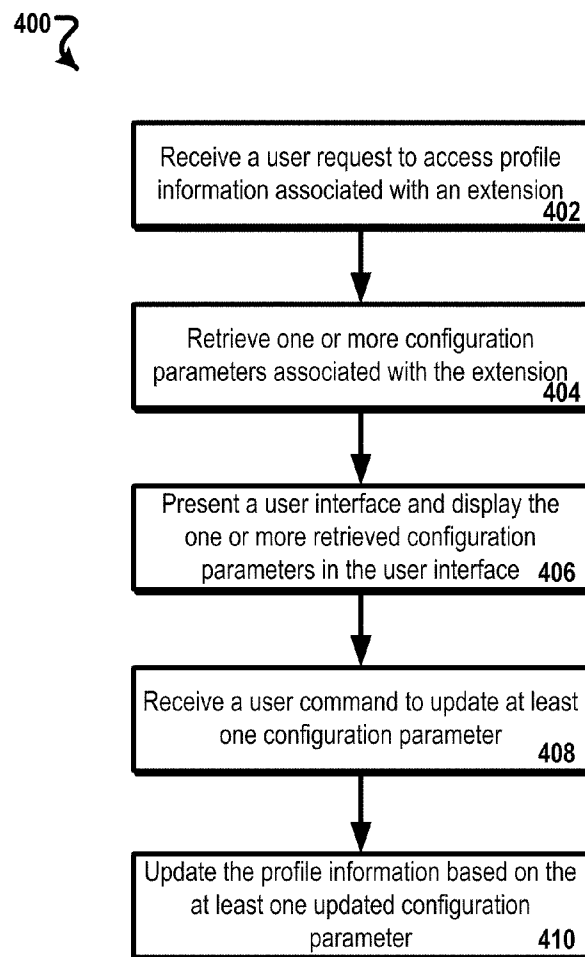 400
Receive a user request to access profile
information associated with an extension
402
Retrieve one or more configuration
parameters associated with the extension
404
Present a user interface and display the
one or more retrieved configuration
parameters in the user interface 406
Receive a user command to update at least
one configuration parameter
408
Update the profile information based on the
at least one updated configuration
parameter
410